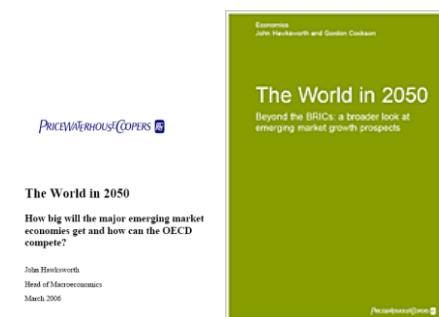 PRICEWATERHOUSECOOPERS
The World in 2050
How big will the major emerging market
economies get and how can the OECD
compete?
John Hawksworth
Head of Macroeconomics
March 2006
Economics
John Hawksworth and Gordon Cookson
The World in 2050
Beyond the BRICs: a broader look at
emerging market growth prospects
PRICEWATERHOUSECOOPERS